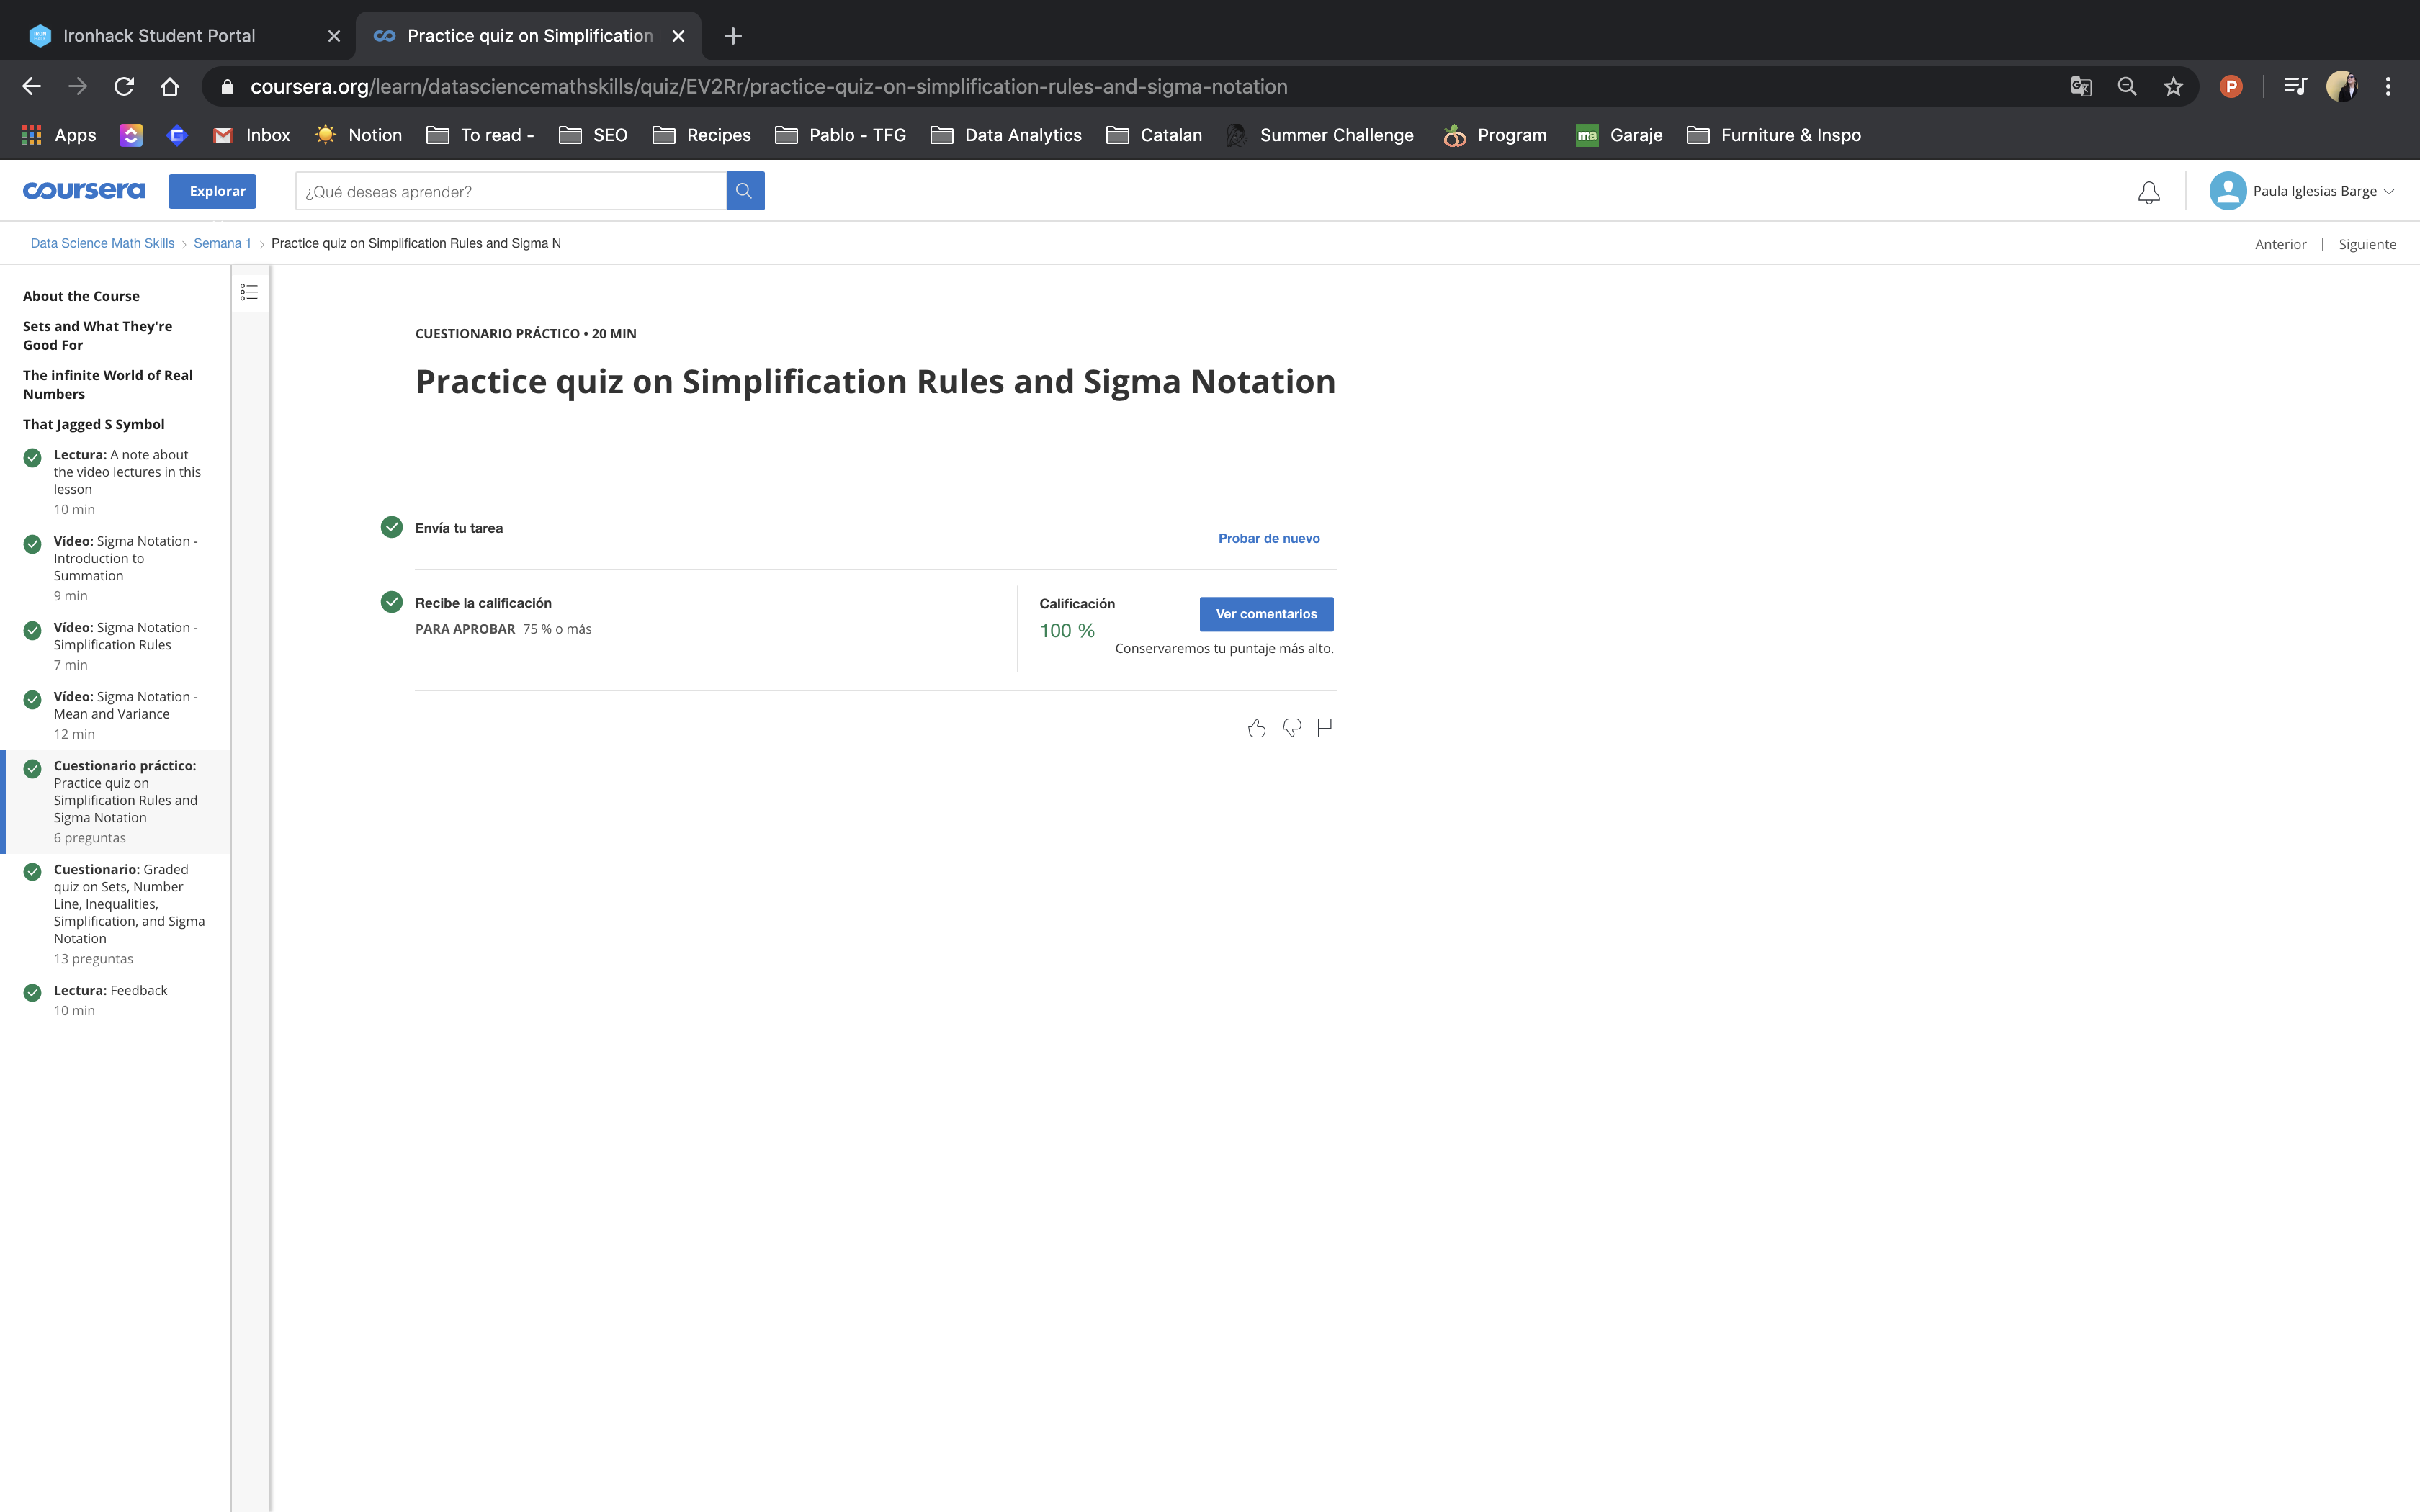 Ironhack Student Portal
Practice quiz on Simplification
coursera.org/learn/datasciencemathskills/quiz/EV2Rr/practice-quiz-on-simplification-rules-and-sigma-notation
P
Apps
Inbox
Notion
To read -
SEO
Recipes
Pablo - TFG
Data Analytics
Catalan
Summer Challenge
Program
ma
Garaje
Furniture & Inspo
coursera
Explorar
¿Qué deseas aprender?
Paula Iglesias Barge
Data Science Math Skills > Semana 1 > Practice quiz on Simplification Rules and Sigma N
Anterior | Siguiente
About the Course
Sets and What They're
Good For
The infinite World of Real
Numbers
That Jagged S Symbol
Lectura: A note about
the video lectures in this
lesson
10 min
Vídeo: Sigma Notation -
Introduction to
Summation
9 min
Vídeo: Sigma Notation -
Simplification Rules
7 min
Vídeo: Sigma Notation -
Mean and Variance
12 min
Cuestionario práctico:
Practice quiz on
Simplification Rules and
Sigma Notation
6 preguntas
Cuestionario: Graded
quiz on Sets, Number
Line, Inequalities,
Simplification, and Sigma
Notation
13 preguntas
Lectura: Feedback
10 min
CUESTIONARIO PRÁCTICO • 20 MIN
Practice quiz on Simplification Rules and Sigma Notation
Envía tu tarea
Probar de nuevo
Recibe la calificación
PARA APROBAR 75 % o más
Calificación
100 %
Ver comentarios
Conservaremos tu puntaje más alto.